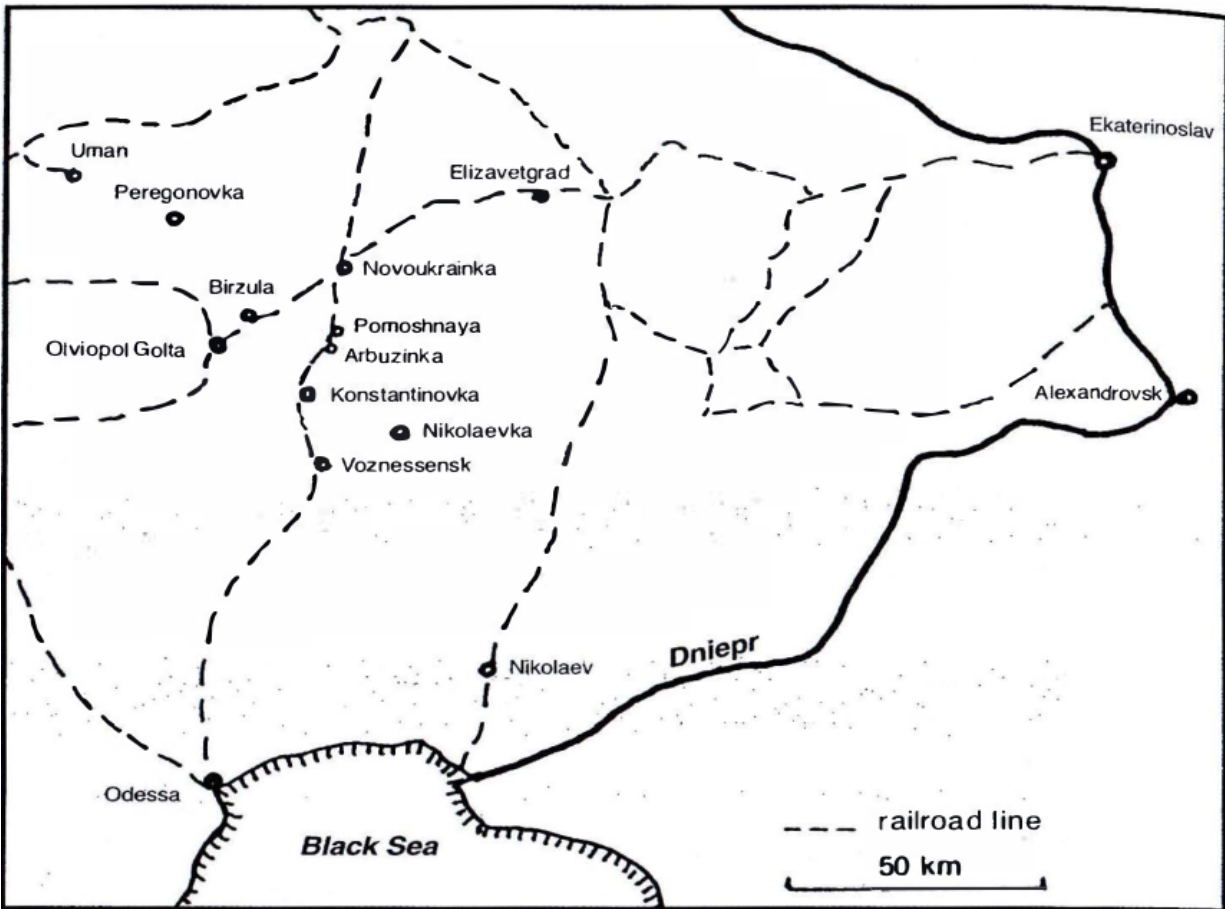 Ekaterinoslav
Uman
Elizavetgrad
Peregonovka
Novoukrainka
Birzula
Pomoshnaya
Olviopol Golta
Arbuzinka
Konstantinovka
Alexandrovsk
Nikolaevka
Voznessensk
Dniepr
Nikolaev
Odessa
railroad line
Black Sea
50 km